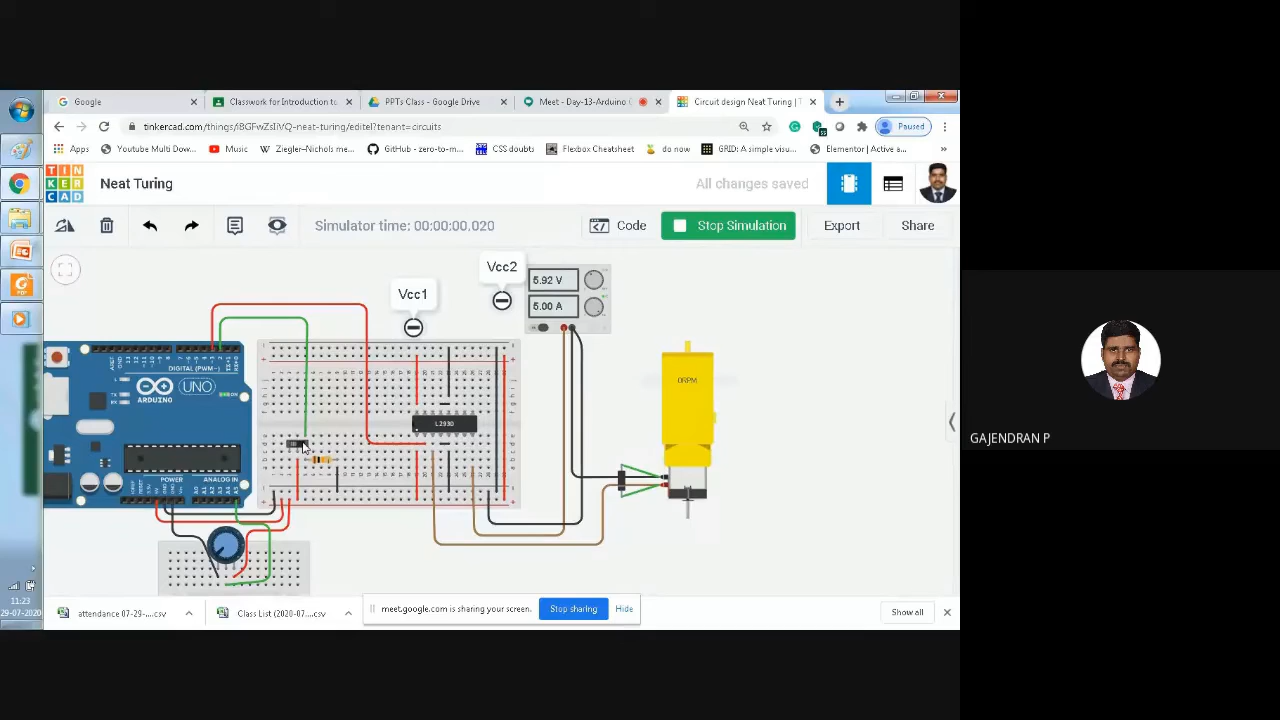 Google
Classwork for Introduction to
PPTs Class - Google Drive
Meet - Day-13-Arduino
Circuit design Neat Turing | T
tinkercad.com/things/iBGFwZsIiVQ-neat-turing/editel?tenant=circuits
Paused
Apps
Youtube Multi Dow...
Music
Ziegler–Nichols me...
GitHub - zero-to-m...
CSS doubts
Flexbox Cheatsheet
do now
GRID: A simple visu...
Elementor | Active a...
TINKERCAD
Neat Turing
All changes saved
Simulator time: 00:00:00.020
Code
Stop Simulation
Export
Share
Vcc1
Vcc2
5.92 V
5.00 A
DIGITAL (PWM~)
UNO
ARDUINO
L293D
0RPM
POWER
ANALOG IN
GAJENDRAN P
11:23
29-07-2020
attendance 07-29-....csv
Class List (2020-07....csv
meet.google.com is sharing your screen.
Stop sharing
Hide
Show all